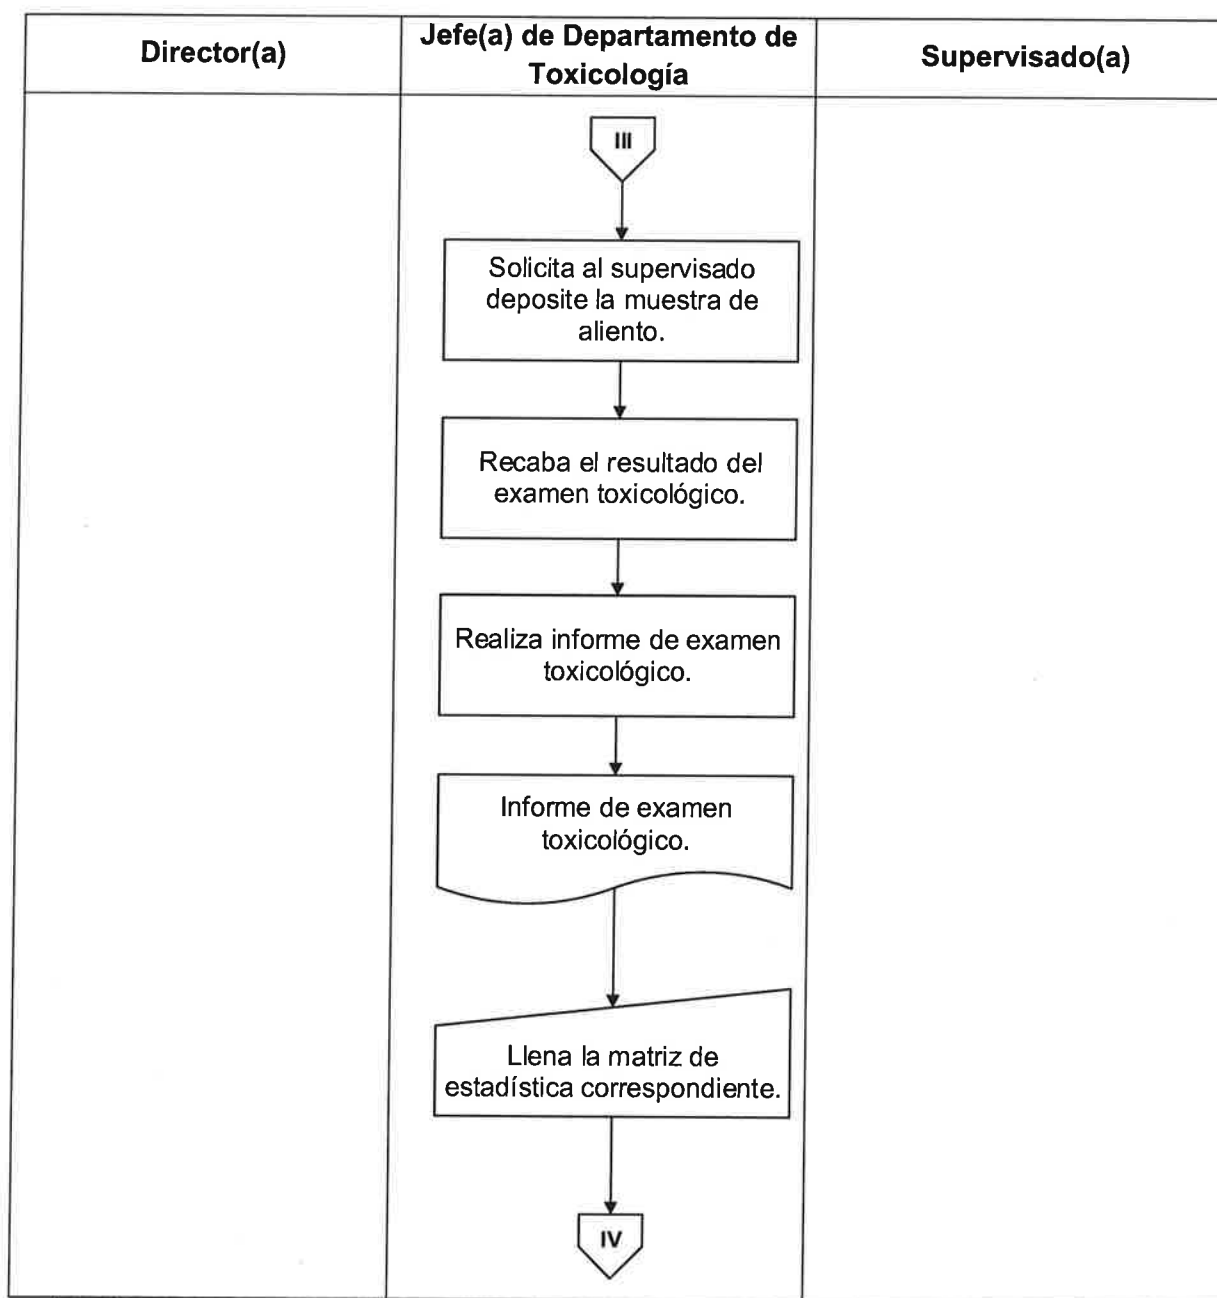 Director(a)
Jefe(a) de Departamento de
Toxicología
Supervisado(a)
III
Solicita al supervisado
deposite la muestra de
aliento.
Recaba el resultado del
examen toxicológico.
Realiza informe de examen
toxicológico.
Informe de examen
toxicológico.
Llena la matriz de
estadística correspondiente.
IV